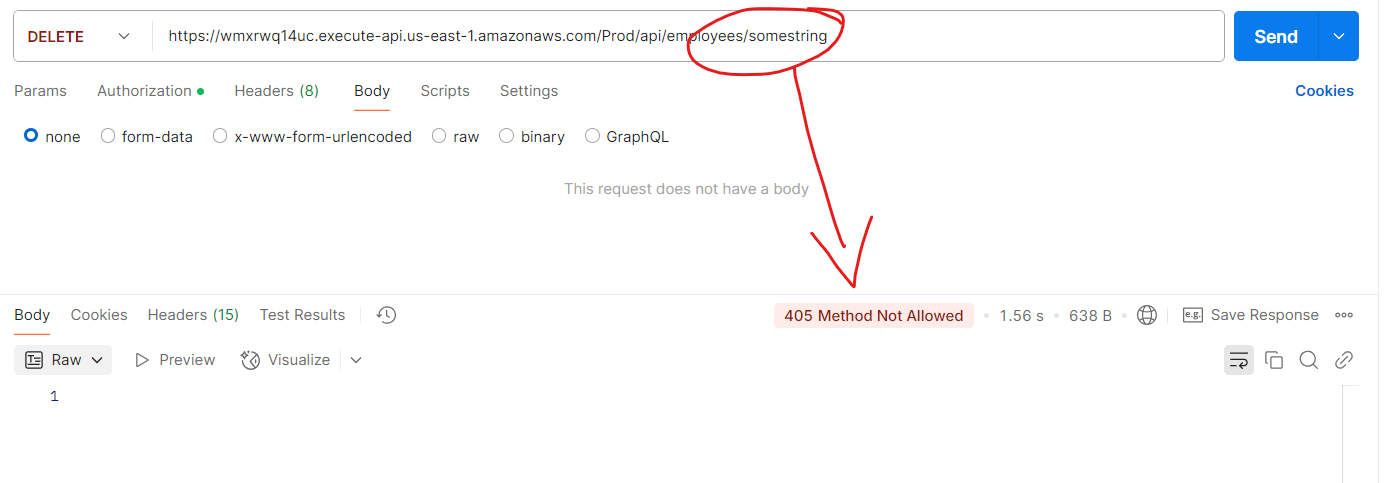 DELETE https://wmxrwq14uc.execute-api.us-east-1.amazonaws.com/Prod/api/employees/somestring Send
Params Authorization Headers (8) Body Scripts Settings Cookies
none form-data x-www-form-urlencoded raw binary GraphQL
This request does not have a body
Body Cookies Headers (15) Test Results 405 Method Not Allowed 1.56 s 638 B e.g. Save Response
Raw Preview Visualize
1